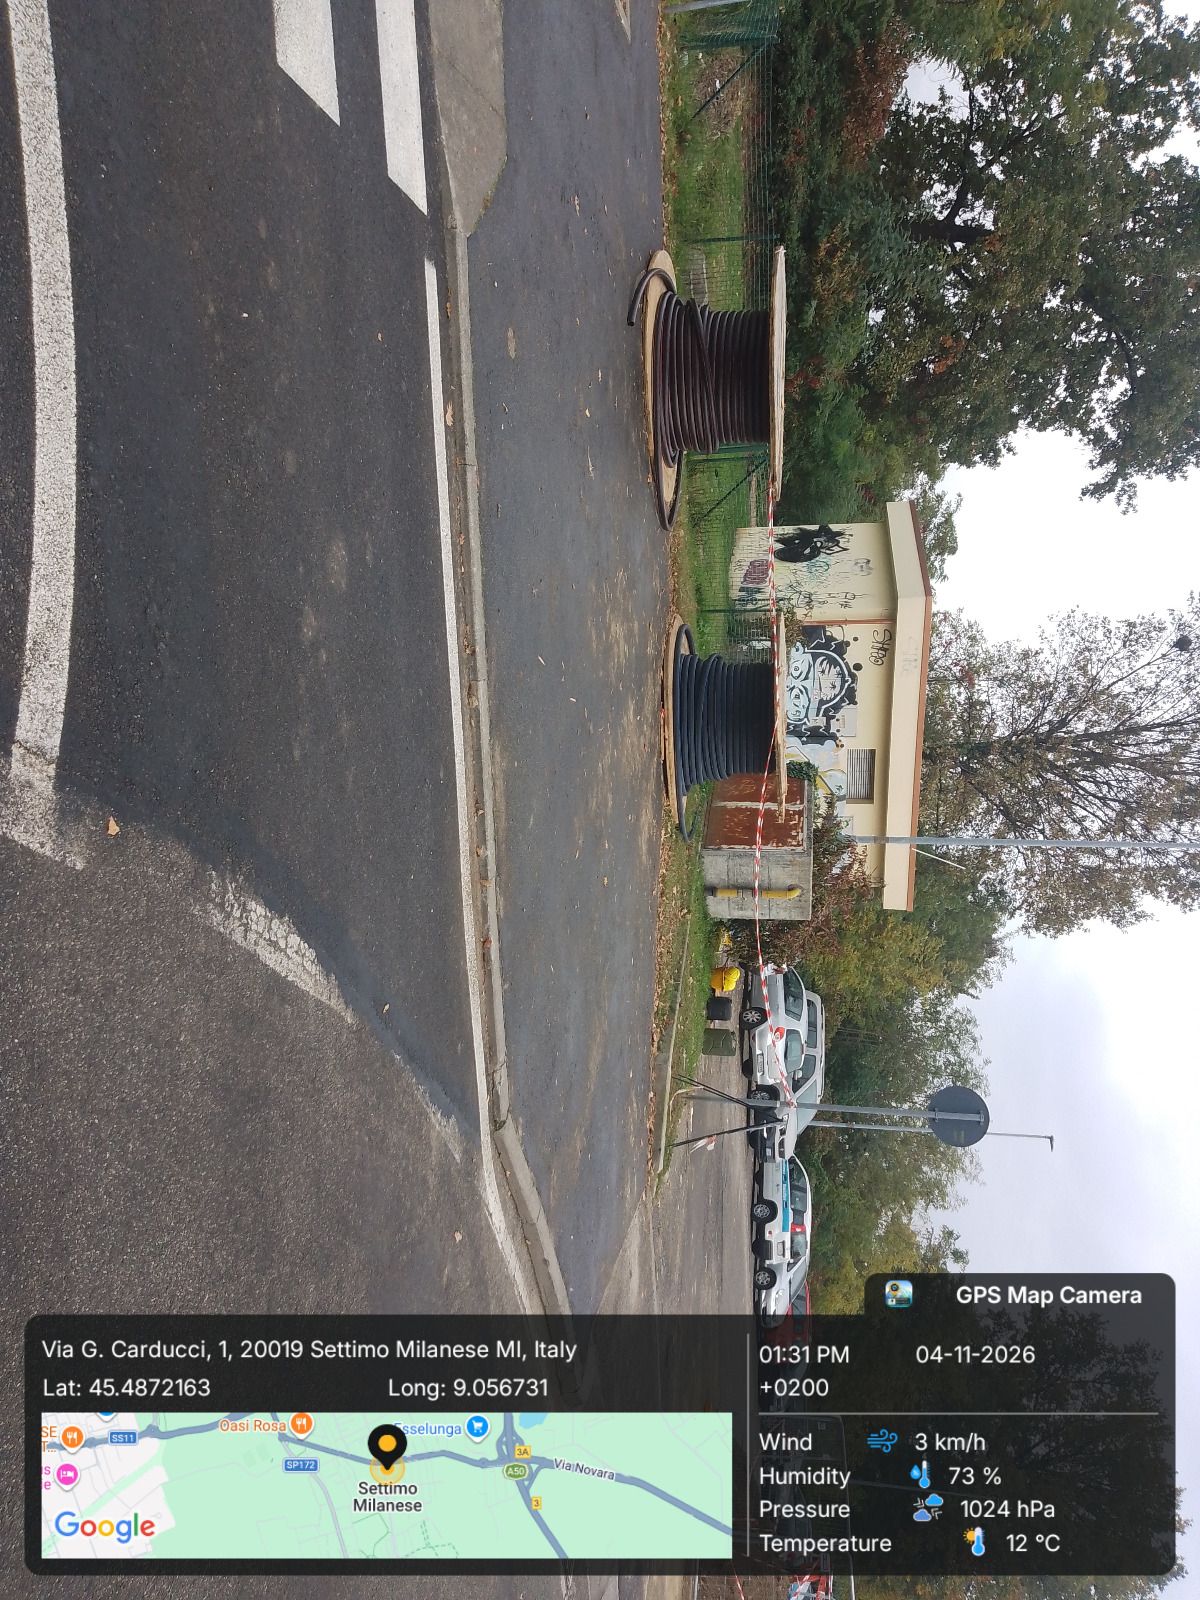 GPS Map Camera
Via G. Carducci, 1, 20019 Settimo Milanese MI, Italy
Lat: 45.4872163 Long: 9.056731
01:31 PM 04-11-2026
+0200
Wind 3 km/h
Humidity 73 %
Pressure 1024 hPa
Temperature 12 °C
Oasi Rosa
Esselunga
SS11
SP172
3A
A50
Via Novara
3
Settimo
Milanese
Google